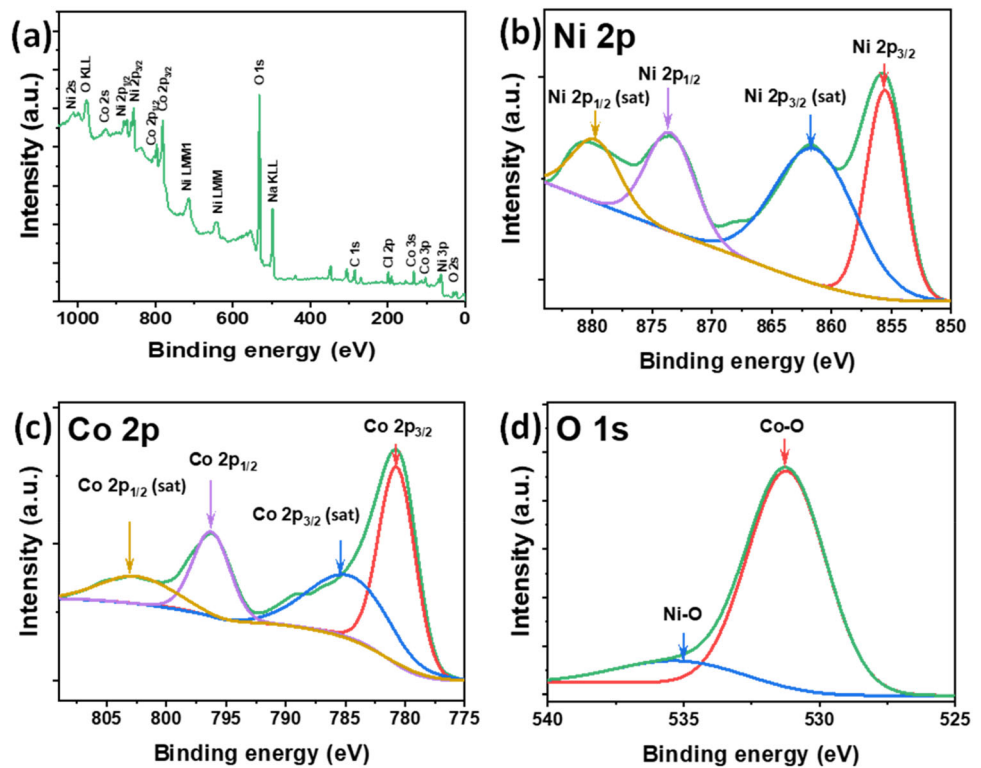 (a)
Ni 2s
O KLL
Co 2s
Ni 2p1/2
Ni 2p3/2
Co 2p1/2
Co 2p3/2
Ni LMM1
Ni LMM
O 1s
Na KLL
C 1s
Cl 2p
Co 3s
Co 3p
Ni 3p
O 2s
Intensity (a.u.)
1000 800 600 400 200 0
Binding energy (eV)
(b) Ni 2p
Ni 2p3/2
Ni 2p1/2
Ni 2p1/2 (sat)
Ni 2p3/2 (sat)
Intensity (a.u.)
880 875 870 865 860 855 850
Binding energy (eV)
(c) Co 2p
Co 2p3/2
Co 2p1/2
Co 2p1/2 (sat)
Co 2p3/2 (sat)
Intensity (a.u.)
805 800 795 790 785 780 775
Binding energy (eV)
(d) O 1s
Co-O
Ni-O
Intensity (a.u.)
540 535 530 525
Binding energy (eV)